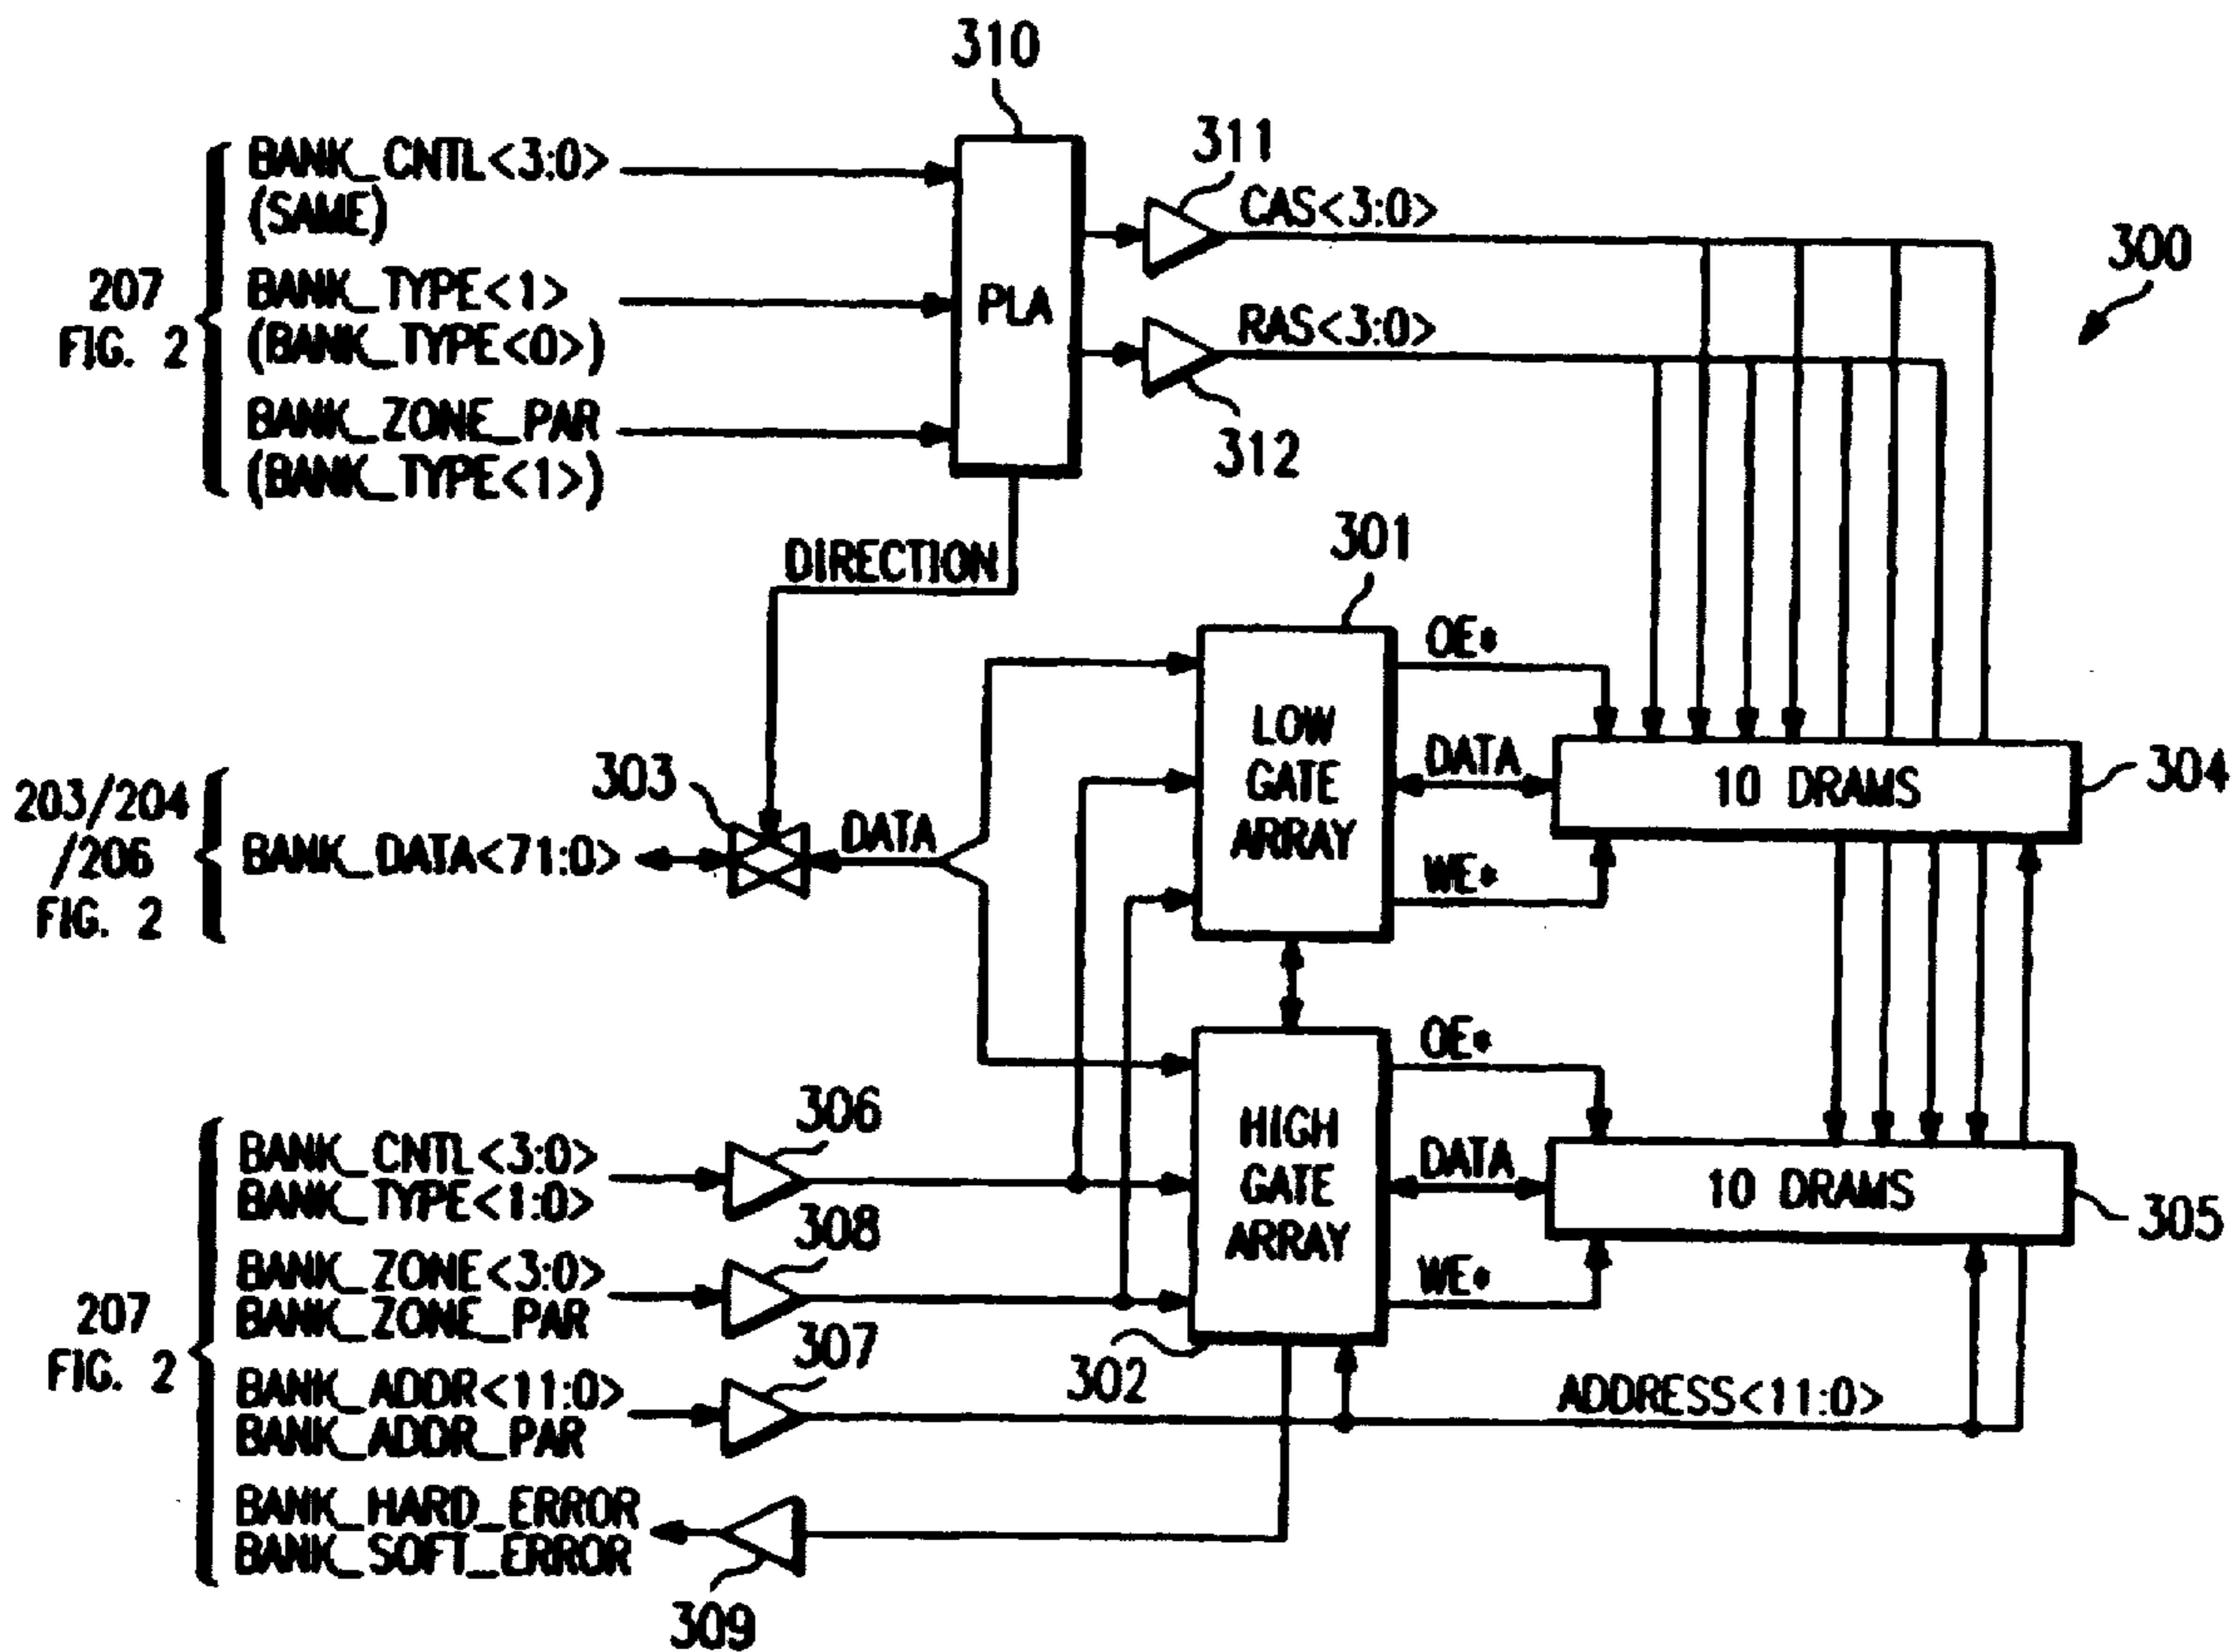 310
BANK_CNTL<3:0>
(SAME)
207
FIG. 2
BANK_TYPE<1>
(BANK_TYPE<0>)
BANK_ZONE_PAR
(BANK_TYPE<1>)
PLA
311
CAS<3:0>
RAS<3:0>
312
300
DIRECTION
301
LOW
GATE
ARRAY
OE*
DATA
WE*
10 DRAMS
304
203/204
/206
FIG. 2
BANK_DATA<71:0>
303
DATA
HIGH
GATE
ARRAY
302
OE*
DATA
WE*
10 DRAMS
305
207
FIG. 2
BANK_CNTL<3:0>
BANK_TYPE<1:0>
306
BANK_ZONE<3:0>
BANK_ZONE_PAR
308
BANK_ADDR<11:0>
BANK_ADDR_PAR
307
ADDRESS<11:0>
BANK_HARD_ERROR
BANK_SOFT_ERROR
309